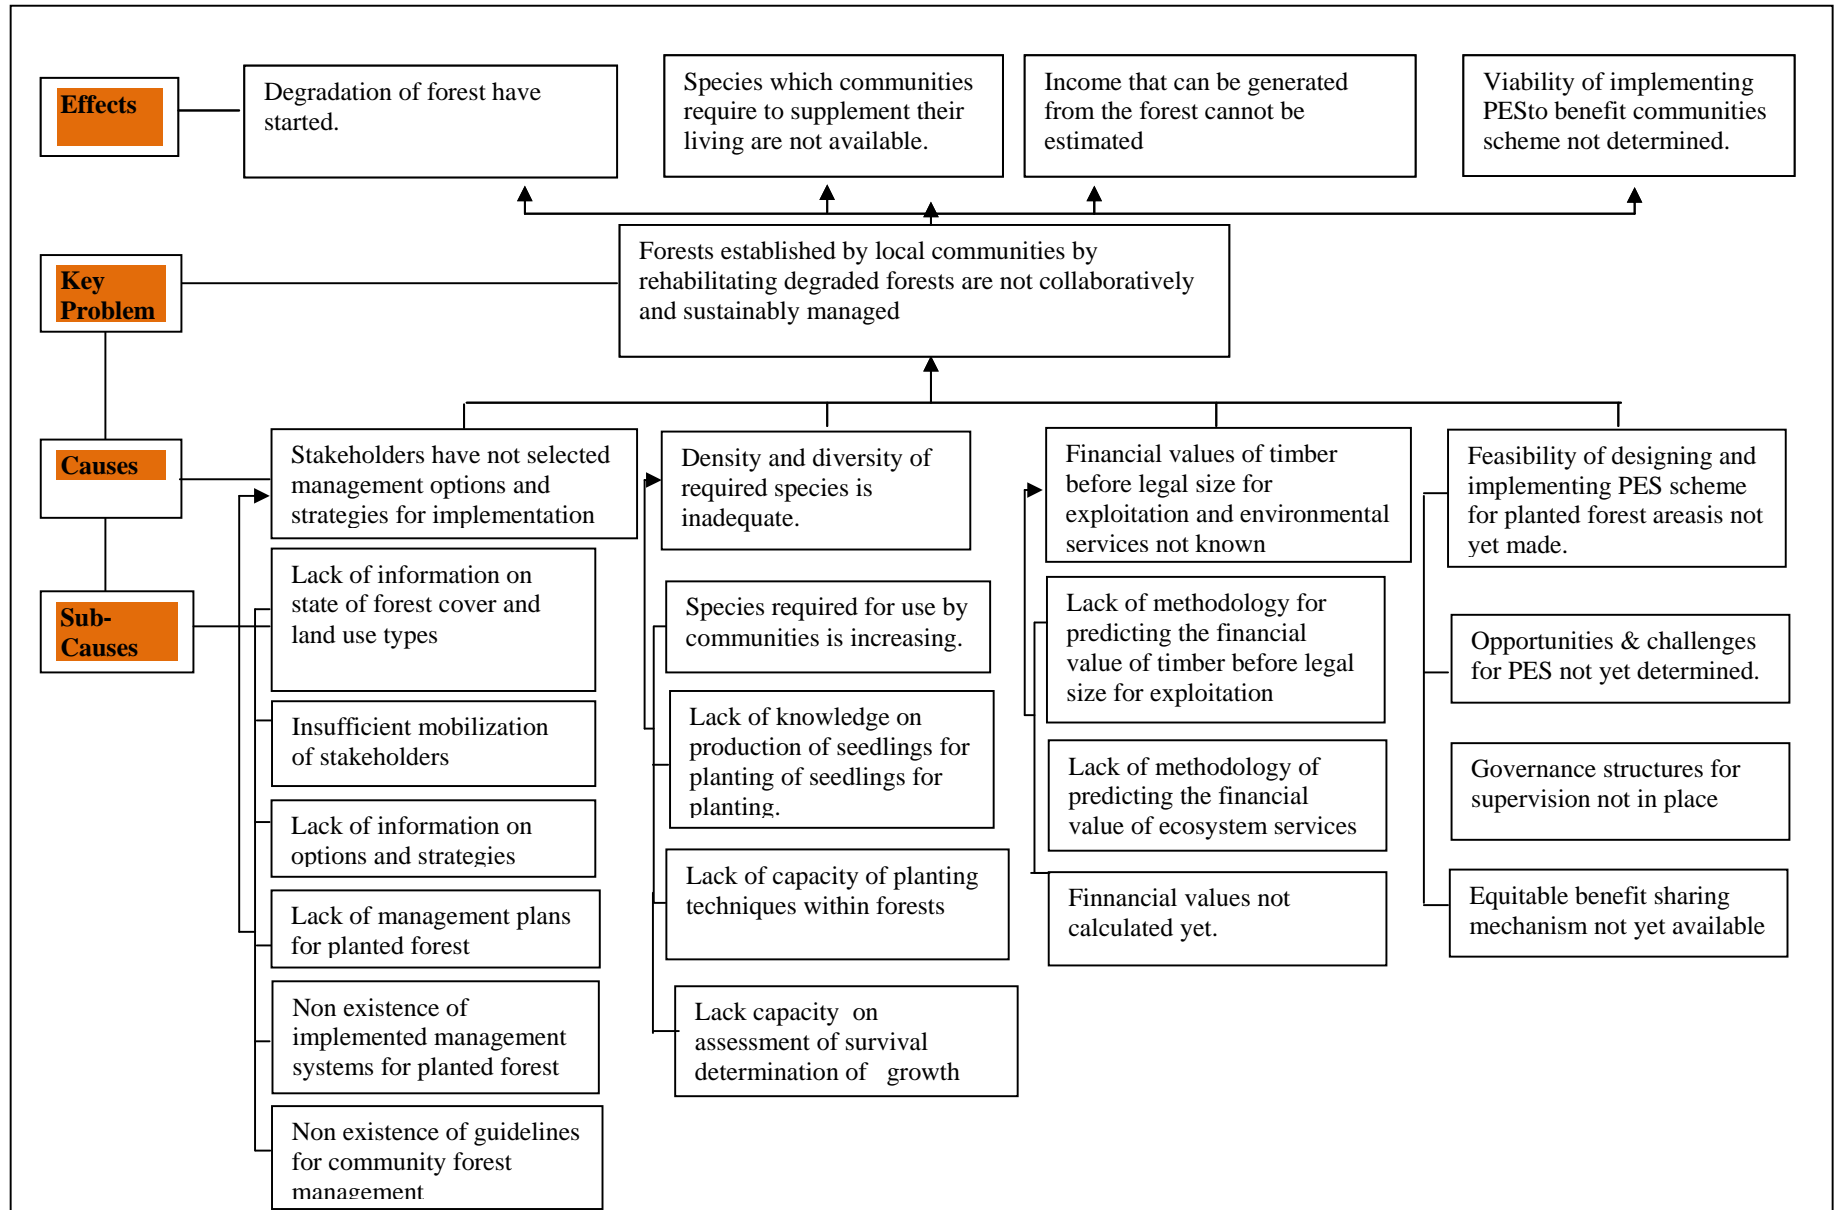 Effects
Degradation of forest have
started.
Species which communities
require to supplement their
living are not available.
Income that can be generated
from the forest cannot be
estimated
Viability of implementing
PESto benefit communities
scheme not determined.
Key
Problem
Forests established by local communities by
rehabilitating degraded forests are not collaboratively
and sustainably managed
Causes
Stakeholders have not selected
management options and
strategies for implementation
Density and diversity of
required species is
inadequate.
Financial values of timber
before legal size for
exploitation and environmental
services not known
Feasibility of designing and
implementing PES scheme
for planted forest areasis not
yet made.
Sub-
Causes
Lack of information on
state of forest cover and
land use types
Insufficient mobilization
of stakeholders
Lack of information on
options and strategies
Lack of management plans
for planted forest
Non existence of
implemented management
systems for planted forest
Non existence of guidelines
for community forest
management
Species required for use by
communities is increasing.
Lack of knowledge on
production of seedlings for
planting of seedlings for
planting.
Lack of capacity of planting
techniques within forests
Lack capacity on
assessment of survival
determination of growth
Lack of methodology for
predicting the financial
value of timber before legal
size for exploitation
Lack of methodology of
predicting the financial
value of ecosystem services
Finnancial values not
calculated yet.
Opportunities & challenges
for PES not yet determined.
Governance structures for
supervision not in place
Equitable benefit sharing
mechanism not yet available